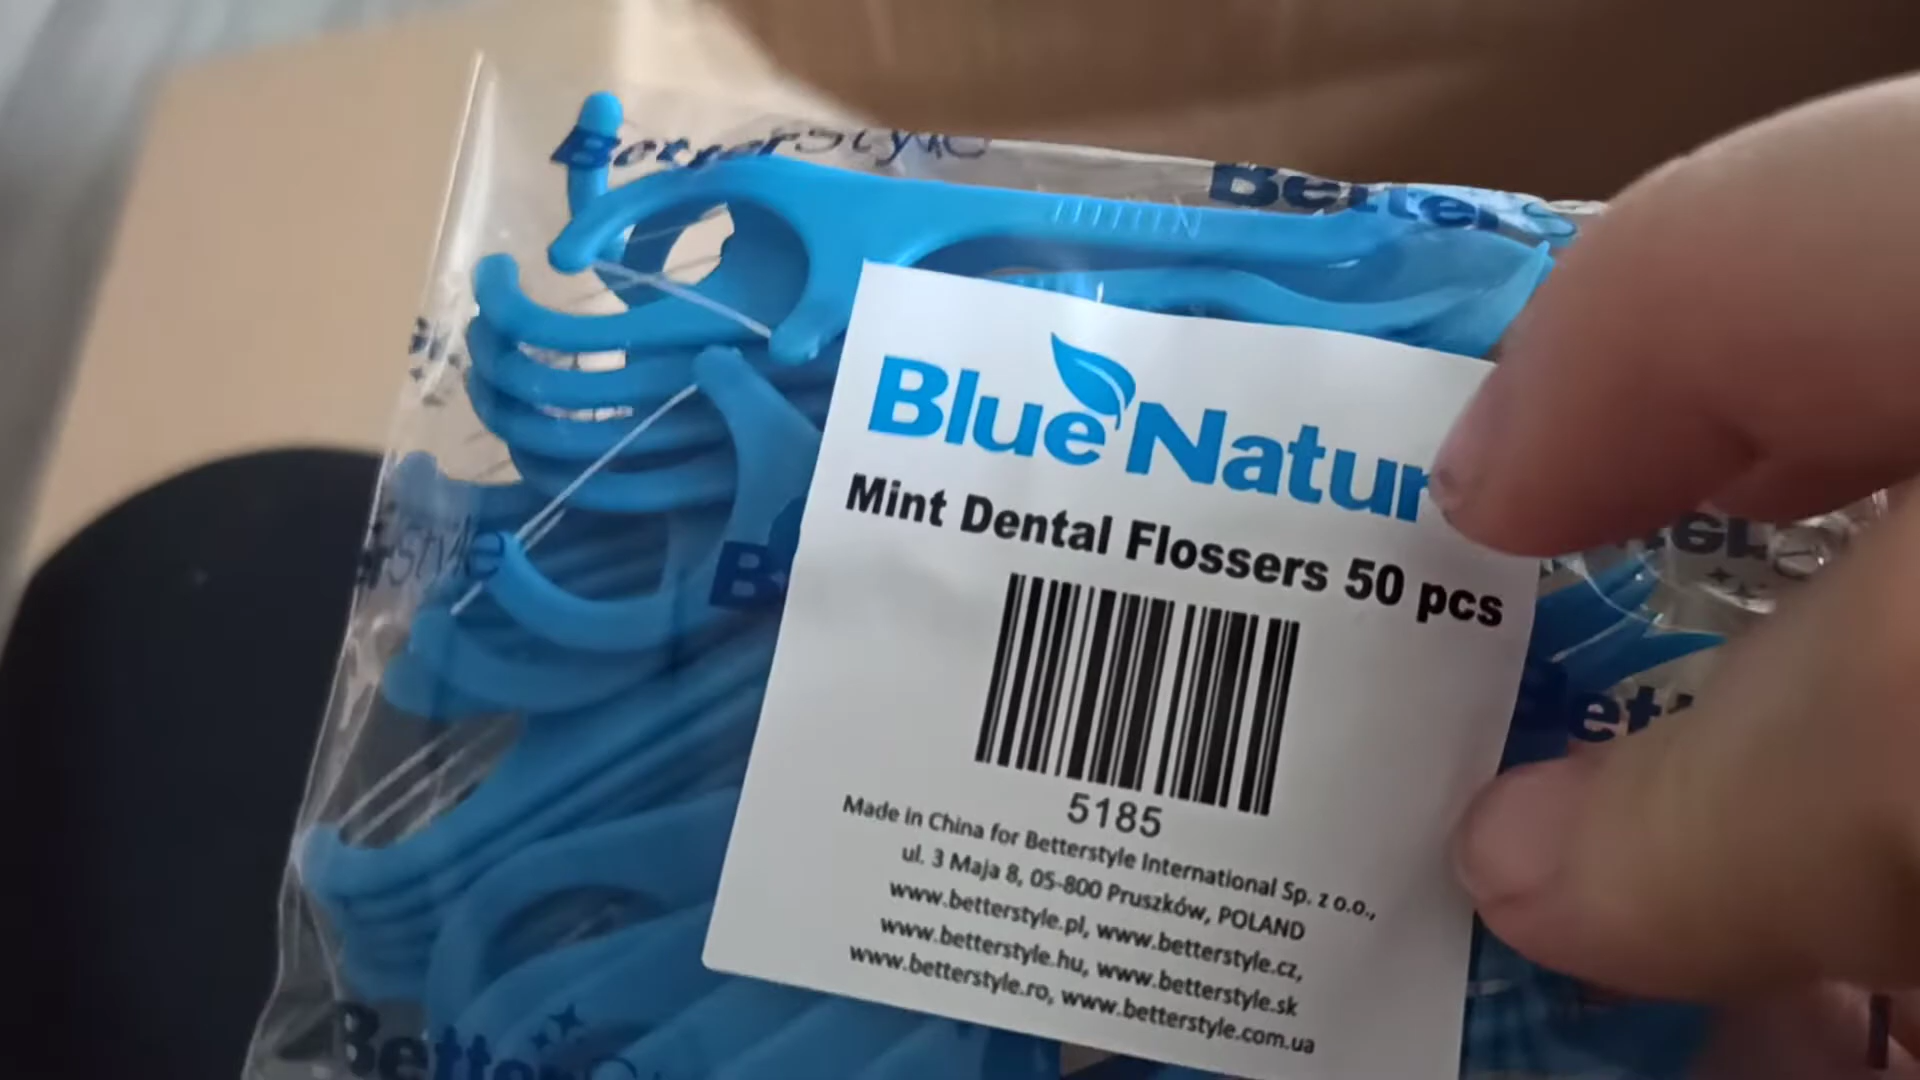 BetterStyle
BetterS
Blue Natur
Mint Dental Flossers 50 pcs
5185
Made in China for Betterstyle International Sp. z o.o.,
ul. 3 Maja 8, 05-800 Pruszków, POLAND
www.betterstyle.pl, www.betterstyle.cz,
www.betterstyle.hu, www.betterstyle.sk
www.betterstyle.ro, www.betterstyle.com.ua